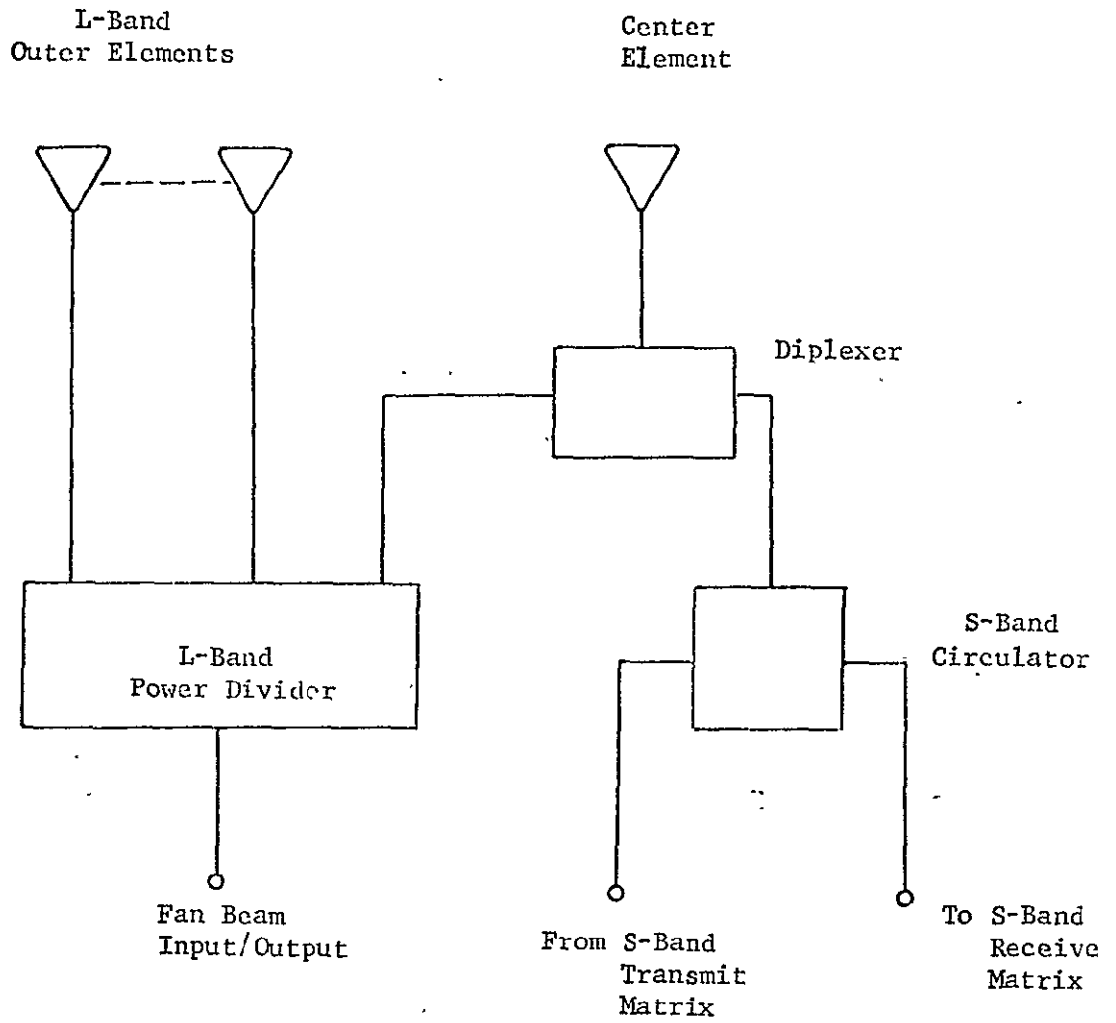 L-Band
Outer Elements
Center
Element
Diplexer
S-Band
Circulator
L-Band
Power Divider
Fan Beam
Input/Output
From S-Band
Transmit
Matrix
To S-Band
Receive
Matrix